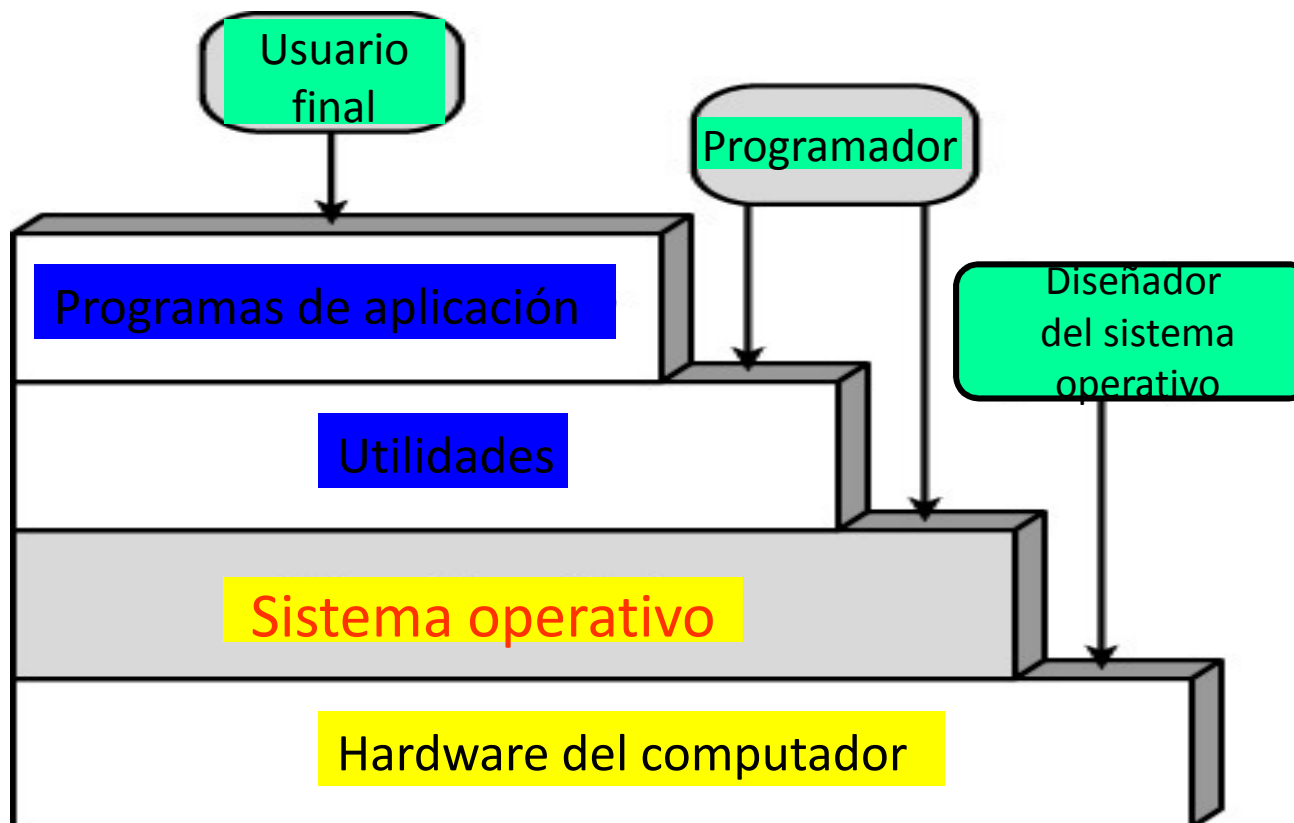 Usuario
final
Programador
Diseñador
del sistema
operativo
Programas de aplicación
Utilidades
Sistema operativo
Hardware del computador